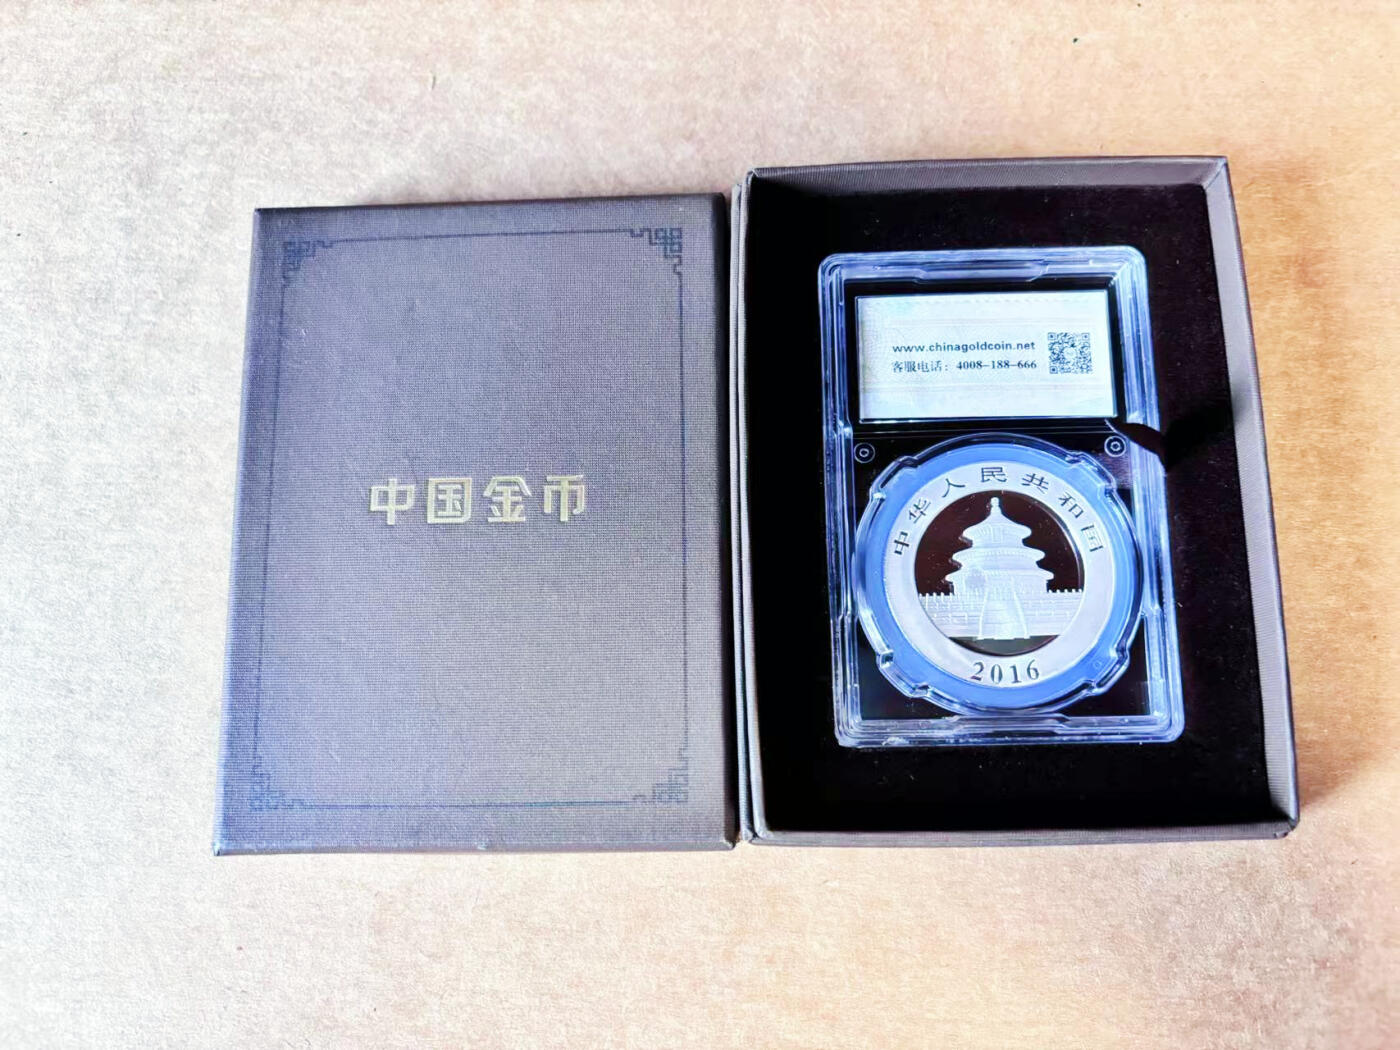 中国金币
www.chinagoldcoin.net
客服电话：4008-188-666
中华人民共和国
2016